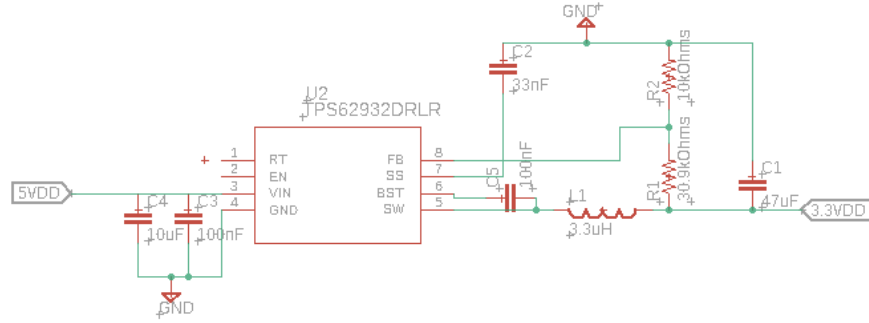 GND
C2
33nF
R2
10kOhms
U2
TPS62932DRLR
1 RT FB 8
2 EN SS 7
3 VIN BST 6
4 GND SW 5
5VDD
C4
10uF
C3
100nF
GND
C5
100nF
L1
3.3uH
R1
30.9kOhms
C1
47uF
3.3VDD